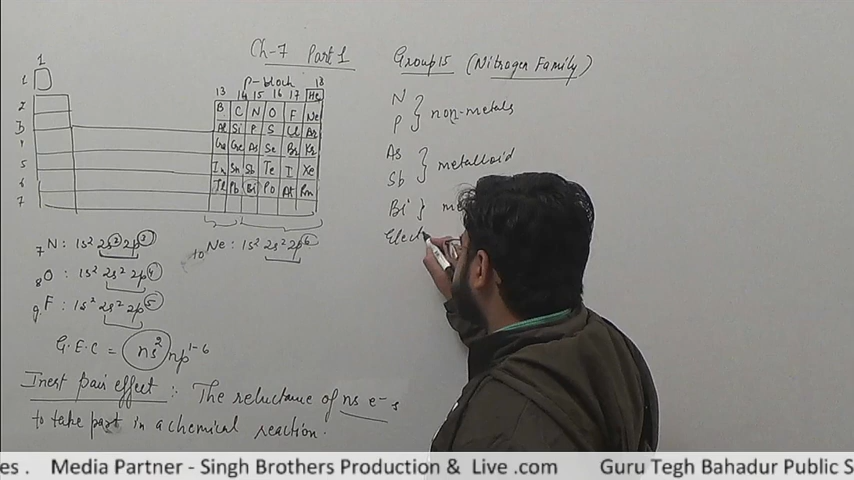 Ch-7 Part 1
Group 15 (Nitrogen Family)
1
p-block
18
13 14 15 16 17 He
1
2 B C N O F Ne
3 Al Si P S Cl Ar
4 Ga Ge As Se Br Kr
5 In Sn Sb Te I Xe
6 Tl Pb Bi Po At Rn
7
N
P } non-metals
As
Sb } metalloid
Bi } me
Elec
7N : 1s² 2s² 2p³
10Ne : 1s² 2s² 2p⁶
8O : 1s² 2s² 2p⁴
9F : 1s² 2s² 2p⁵
G.E.C = ns² np¹⁻⁶
Inert pair effect :: The reluctance of ns e⁻s
to take part in a chemical reaction.
es . Media Partner - Singh Brothers Production & Live .com Guru Tegh Bahadur Public S